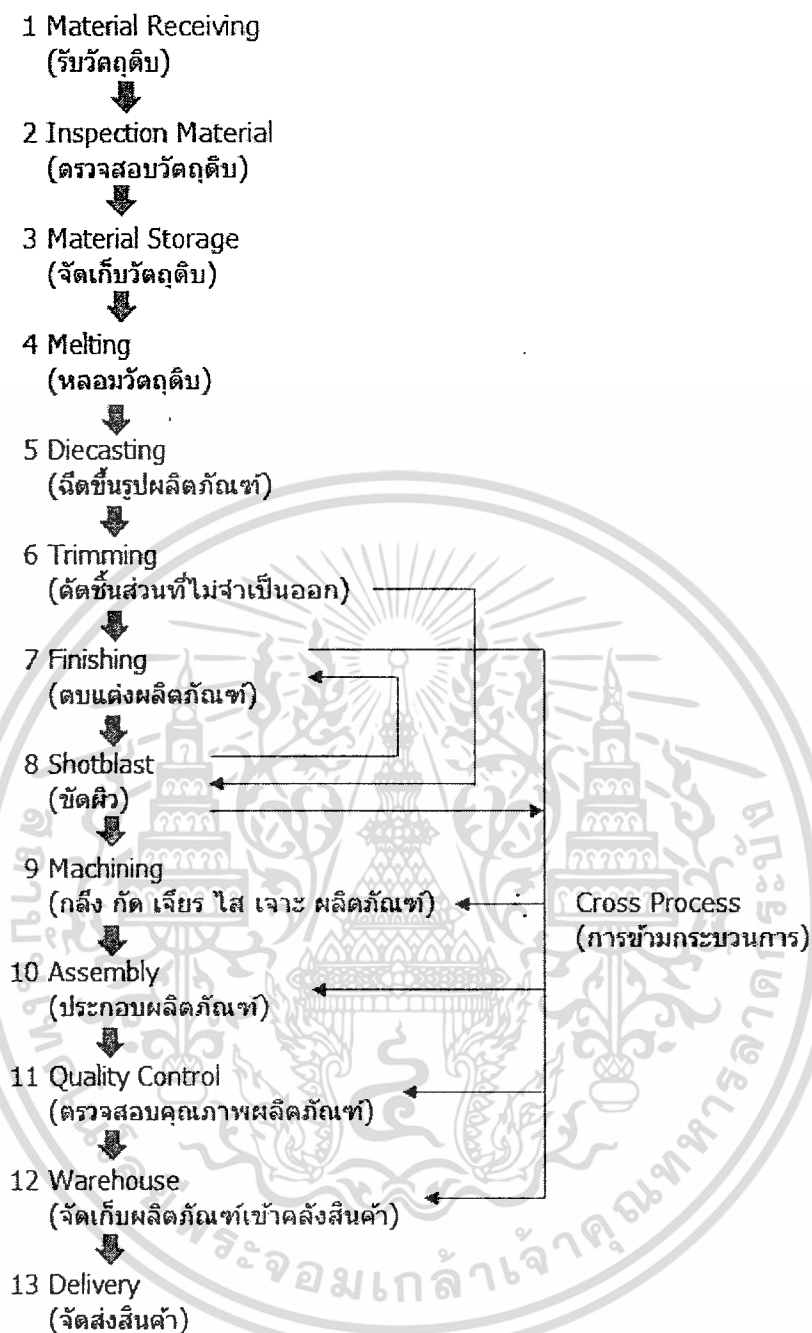 1 Material Receiving
(รับวัตถุดิบ)
2 Inspection Material
(ตรวจสอบวัตถุดิบ)
3 Material Storage
(จัดเก็บวัตถุดิบ)
4 Melting
(หลอมวัตถุดิบ)
5 Diecasting
(ฉีดขึ้นรูปผลิตภัณฑ์)
6 Trimming
(ตัดชิ้นส่วนที่ไม่จำเป็นออก)
7 Finishing
(ตบแต่งผลิตภัณฑ์)
8 Shotblast
(ขัดผิว)
9 Machining
(กลึง กัด เจียร ไส เจาะ ผลิตภัณฑ์)
Cross Process
(การข้ามกระบวนการ)
10 Assembly
(ประกอบผลิตภัณฑ์)
11 Quality Control
(ตรวจสอบคุณภาพผลิตภัณฑ์)
12 Warehouse
(จัดเก็บผลิตภัณฑ์เข้าคลังสินค้า)
13 Delivery
(จัดส่งสินค้า)